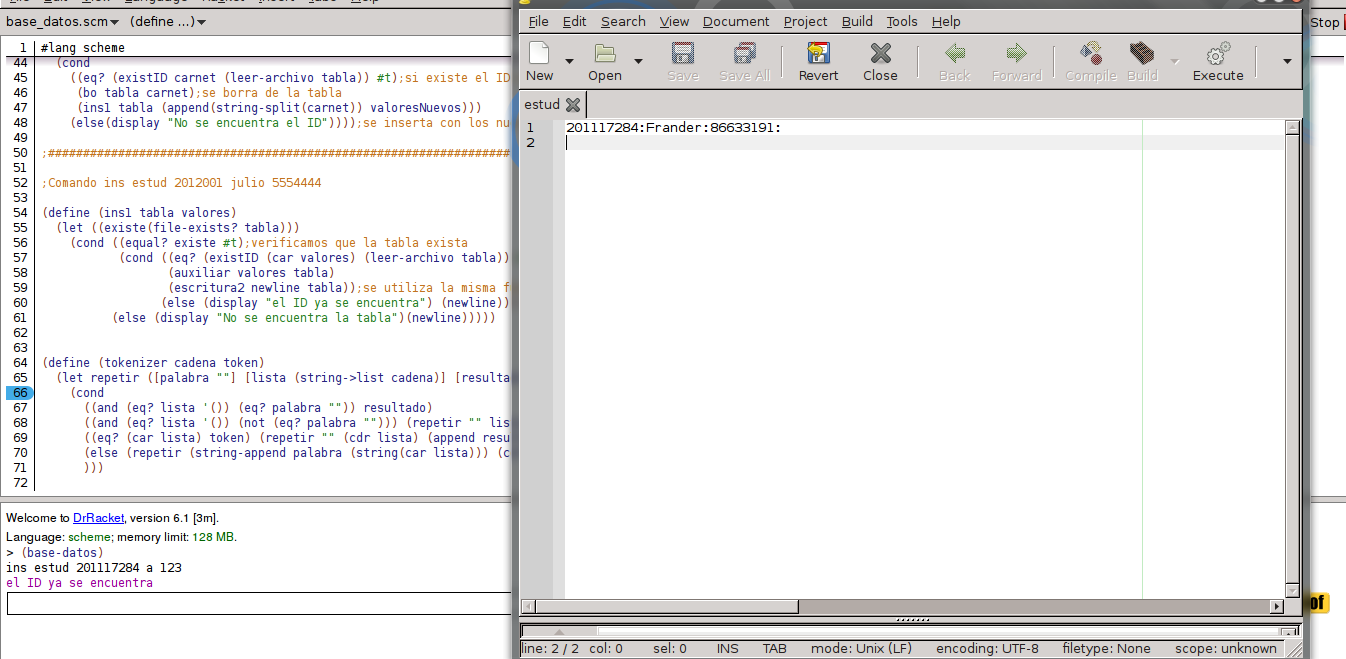 base_datos.scm (define ...)
1 #lang scheme
44 (cond
45 ((eq? (existID carnet (leer-archivo tabla)) #t);si existe el ID
46 (bo tabla carnet);se borra de la tabla
47 (ins1 tabla (append(string-split(carnet)) valoresNuevos)))
48 (else(display "No se encuentra el ID"))));se inserta con los nu
49
50 ;##################################################################
51
52 ;Comando ins estud 2012001 julio 5554444
53
54 (define (ins1 tabla valores)
55 (let ((existe(file-exists? tabla)))
56 (cond ((equal? existe #t);verificamos que la tabla exista
57 (cond ((eq? (existID (car valores) (leer-archivo tabla))
58 (auxiliar valores tabla)
59 (escritura2 newline tabla));se utiliza la misma f
60 (else (display "el ID ya se encuentra") (newline))
61 (else (display "No se encuentra la tabla")(newline)))))
62
63
64 (define (tokenizer cadena token)
65 (let repetir ([palabra ""] [lista (string->list cadena)] [resulta
66 (cond
67 ((and (eq? lista '()) (eq? palabra "")) resultado)
68 ((and (eq? lista '()) (not (eq? palabra ""))) (repetir "" lis
69 ((eq? (car lista) token) (repetir "" (cdr lista) (append resu
70 (else (repetir (string-append palabra (string(car lista))) (c
71 )))
72
Welcome to DrRacket, version 6.1 [3m].
Language: scheme; memory limit: 128 MB.
> (base-datos)
ins estud 201117284 a 123
el ID ya se encuentra
File Edit Search View Document Project Build Tools Help
New Open Save Save All Revert Close Back Forward Compile Build Execute
estud
1 201117284:Frander:86633191:
2
line: 2 / 2 col: 0 sel: 0 INS TAB mode: Unix (LF) encoding: UTF-8 filetype: None scope: unknown
Stop
of